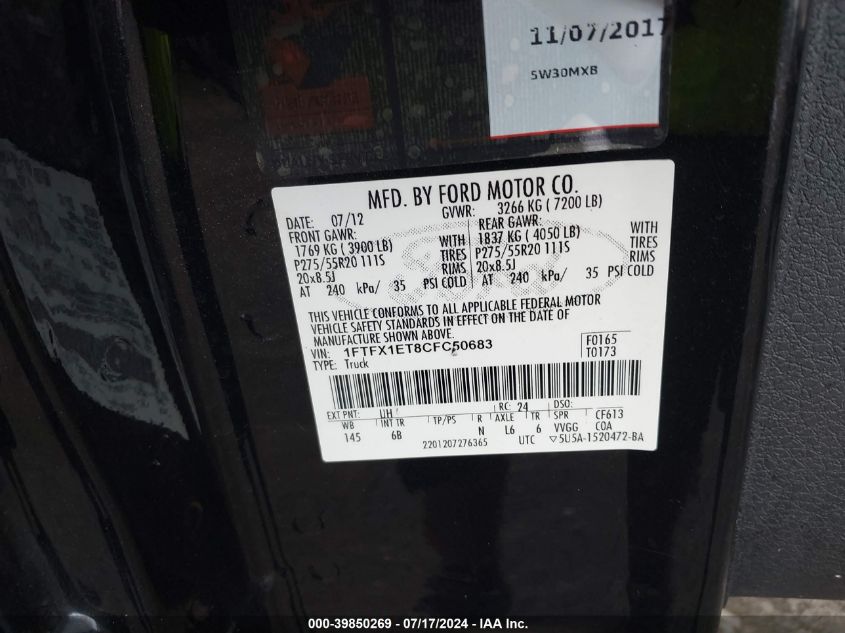 11/07/2017
5W30MXB
QUALITY SERVICE
MFD. BY FORD MOTOR CO.
DATE: 07/12 GVWR: 3266 KG ( 7200 LB)
FRONT GAWR: REAR GAWR:
1769 KG ( 3900 LB) WITH 1837 KG ( 4050 LB) WITH
P275/55R20 111S TIRES P275/55R20 111S TIRES
20x8.5J RIMS 20x8.5J RIMS
AT 240 kPa/ 35 PSI COLD AT 240 kPa/ 35 PSI COLD
THIS VEHICLE CONFORMS TO ALL APPLICABLE FEDERAL MOTOR
VEHICLE SAFETY STANDARDS IN EFFECT ON THE DATE OF
MANUFACTURE SHOWN ABOVE.
VIN: 1FTFX1ET8CFC50683 F0165
TYPE: Truck T0173
EXT PNT: UH RC: 24 DSO:
WB INT TR TP/PS R AXLE TR SPR CF613
145 6B N L6 6 VVGG COA
2201207276365 UTC ▽5U5A-1520472-BA
000-39850269 - 07/17/2024 - IAA Inc.